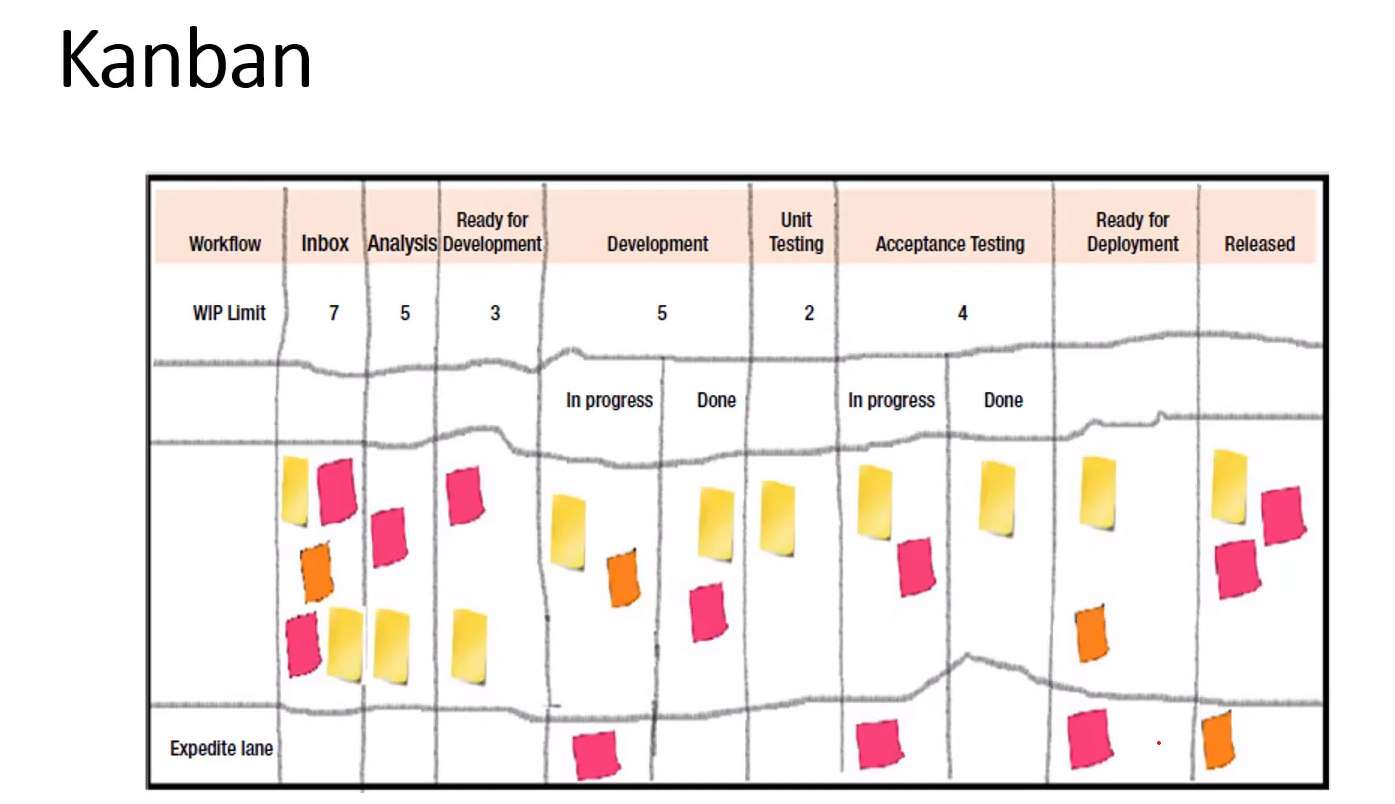 Kanban
Workflow Inbox Analysis Ready for Development Development Unit Testing Acceptance Testing Ready for Deployment Released
WIP Limit 7 5 3 5 2 4
In progress Done In progress Done
Expedite lane